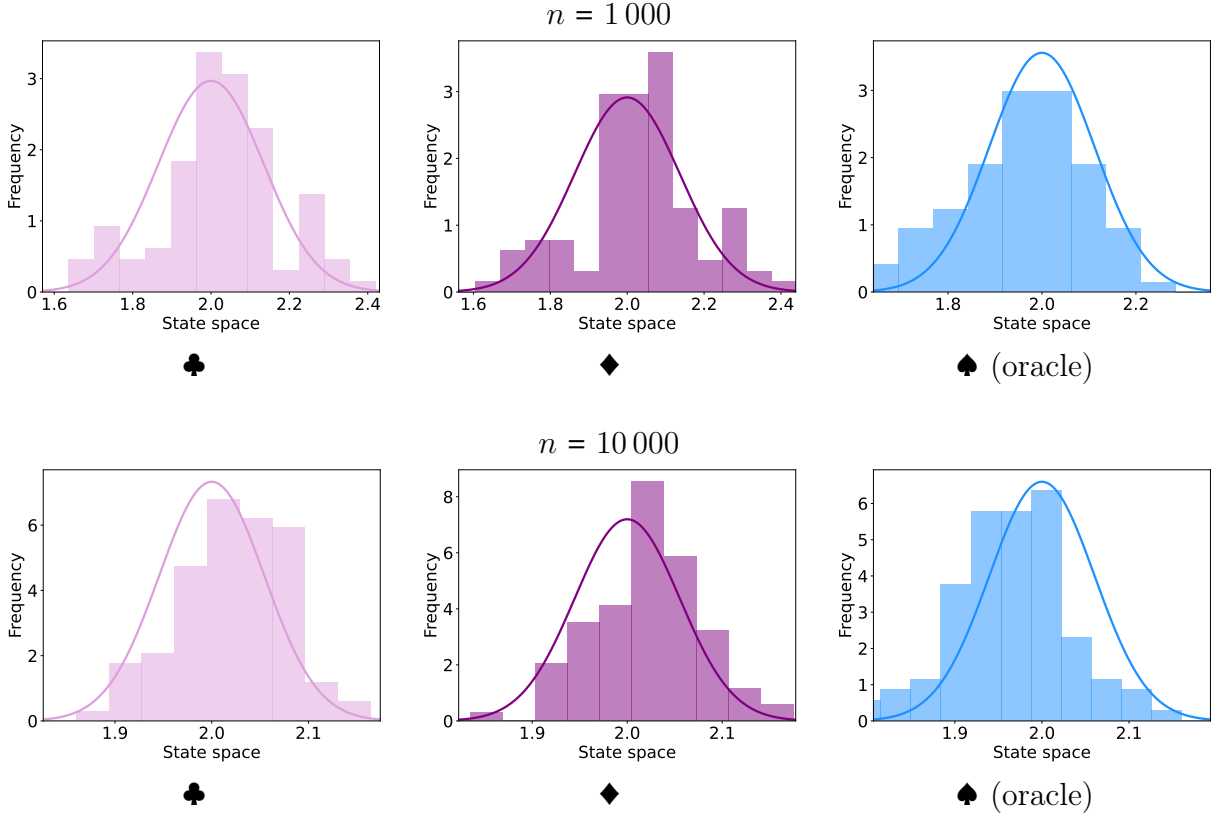 n = 1 000
Frequency
3
2
1
0
1.6 1.8 2.0 2.2 2.4
State space
♣
Frequency
3
2
1
0
1.6 1.8 2.0 2.2 2.4
State space
♦
Frequency
3
2
1
0
1.8 2.0 2.2
State space
♠ (oracle)
n = 10 000
Frequency
6
4
2
0
1.9 2.0 2.1
State space
♣
Frequency
8
6
4
2
0
1.9 2.0 2.1
State space
♦
Frequency
6
5
4
3
2
1
0
1.9 2.0 2.1
State space
♠ (oracle)